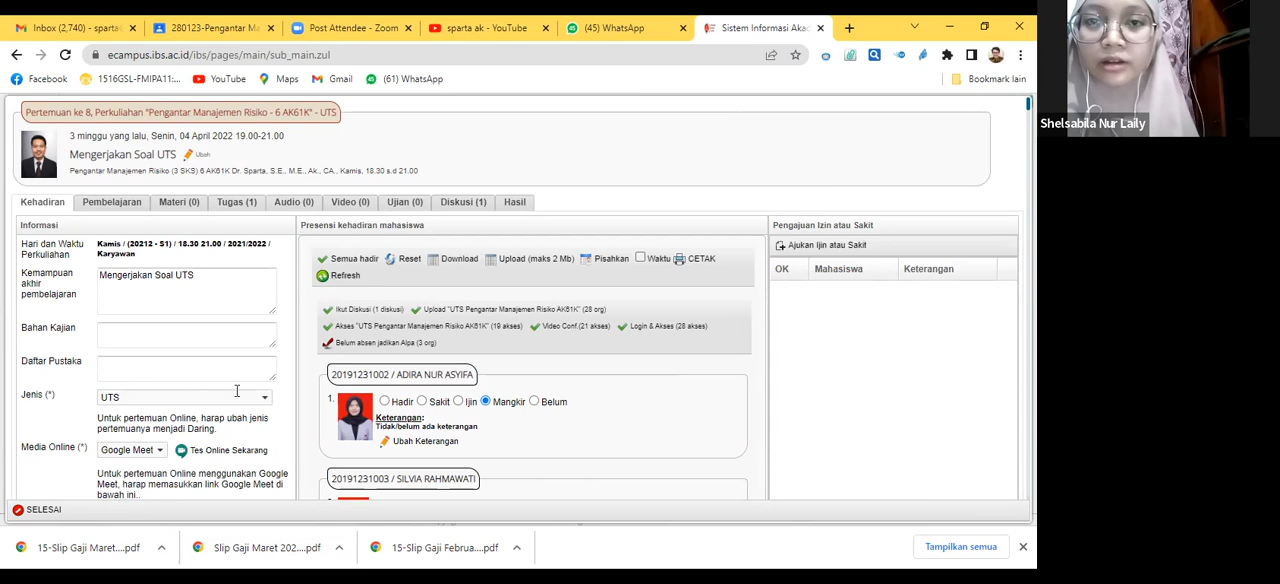 Inbox (2,740) - sparta
280123-Pengantar M
Post Attendee - Zoom
sparta ak - YouTube
(45) WhatsApp
Sistem Informasi Aka
ecampus.ibs.ac.id/ibs/pages/main/sub_main.zul
Facebook
1516GSL-FMIPA11:...
YouTube
Maps
Gmail
(61) WhatsApp
Bookmark lain
Pertemuan ke 8, Perkuliahan "Pengantar Manajemen Risiko - 6 AK61K" - UTS
3 minggu yang lalu, Senin, 04 April 2022 19.00-21.00
Mengerjakan Soal UTS
Ubah
Pengantar Manajemen Risiko (3 SKS) 6 AK61K Dr. Sparta, S.E., M.E., Ak., CA., Kamis, 18.30 s.d 21.00
Kehadiran
Pembelajaran
Materi (0)
Tugas (1)
Audio (0)
Video (0)
Ujian (0)
Diskusi (1)
Hasil
Informasi
Hari dan Waktu Perkuliahan
Kamis / (20212 - S1) / 18.30 21.00 / 2021/2022 /
Karyawan
Kemampuan
akhir
pembelajaran
Mengerjakan Soal UTS
Bahan Kajian
Daftar Pustaka
Jenis (*)
UTS
Untuk pertemuan Online, harap ubah jenis
pertemuanya menjadi Daring.
Media Online (*)
Google Meet
Tes Online Sekarang
Untuk pertemuan Online menggunakan Google
Meet, harap memasukkan link Google Meet di
bawah ini..
Presensi kehadiran mahasiswa
Semua hadir
Reset
Download
Upload (maks 2 Mb)
Pisahkan
Waktu
CETAK
Refresh
Ikut Diskusi (1 diskusi)
Upload "UTS Pengantar Manajemen Risiko AK61K" (28 org)
Akses "UTS Pengantar Manajemen Risiko AK61K" (19 akses)
Video Conf.(21 akses)
Login & Akses (28 akses)
Belum absen jadikan Alpa (3 org)
20191231002 / ADIRA NUR ASYIFA
1.
Hadir
Sakit
Ijin
Mangkir
Belum
Keterangan:
Tidak/belum ada keterangan
Ubah Keterangan
20191231003 / SILVIA RAHMAWATI
Pengajuan Izin atau Sakit
Ajukan Ijin atau Sakit
OK
Mahasiswa
Keterangan
SELESAI
15-Slip Gaji Maret....pdf
Slip Gaji Maret 202....pdf
15-Slip Gaji Februa....pdf
Tampilkan semua
Shelsabila Nur Laily